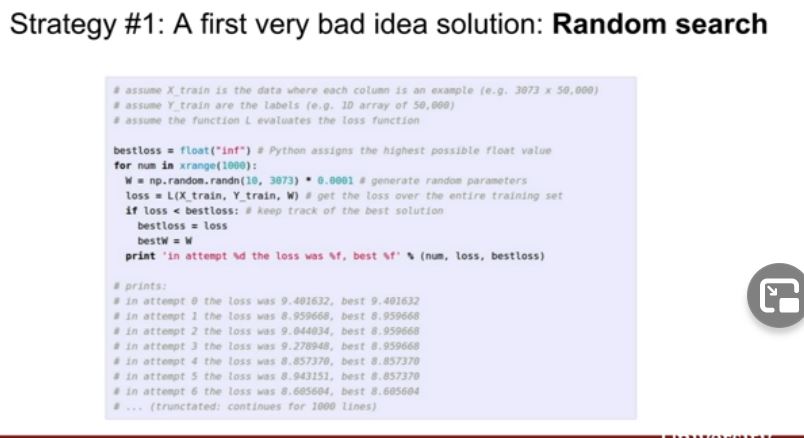 Strategy #1: A first very bad idea solution: Random search
# assume X_train is the data where each column is an example (e.g. 3073 x 50,000)
# assume Y_train are the labels (e.g. 1D array of 50,000)
# assume the function L evaluates the loss function
bestloss = float("inf") # Python assigns the highest possible float value
for num in xrange(1000):
W = np.random.randn(10, 3073) * 0.0001 # generate random parameters
loss = L(X_train, Y_train, W) # get the loss over the entire training set
if loss < bestloss: # keep track of the best solution
bestloss = loss
bestW = W
print 'in attempt %d the loss was %f, best %f' % (num, loss, bestloss)
# prints:
# in attempt 0 the loss was 9.401632, best 9.401632
# in attempt 1 the loss was 8.959668, best 8.959668
# in attempt 2 the loss was 9.044034, best 8.959668
# in attempt 3 the loss was 9.278948, best 8.959668
# in attempt 4 the loss was 8.857370, best 8.857370
# in attempt 5 the loss was 8.943151, best 8.857370
# in attempt 6 the loss was 8.605604, best 8.605604
# ... (trunctated: continues for 1000 lines)